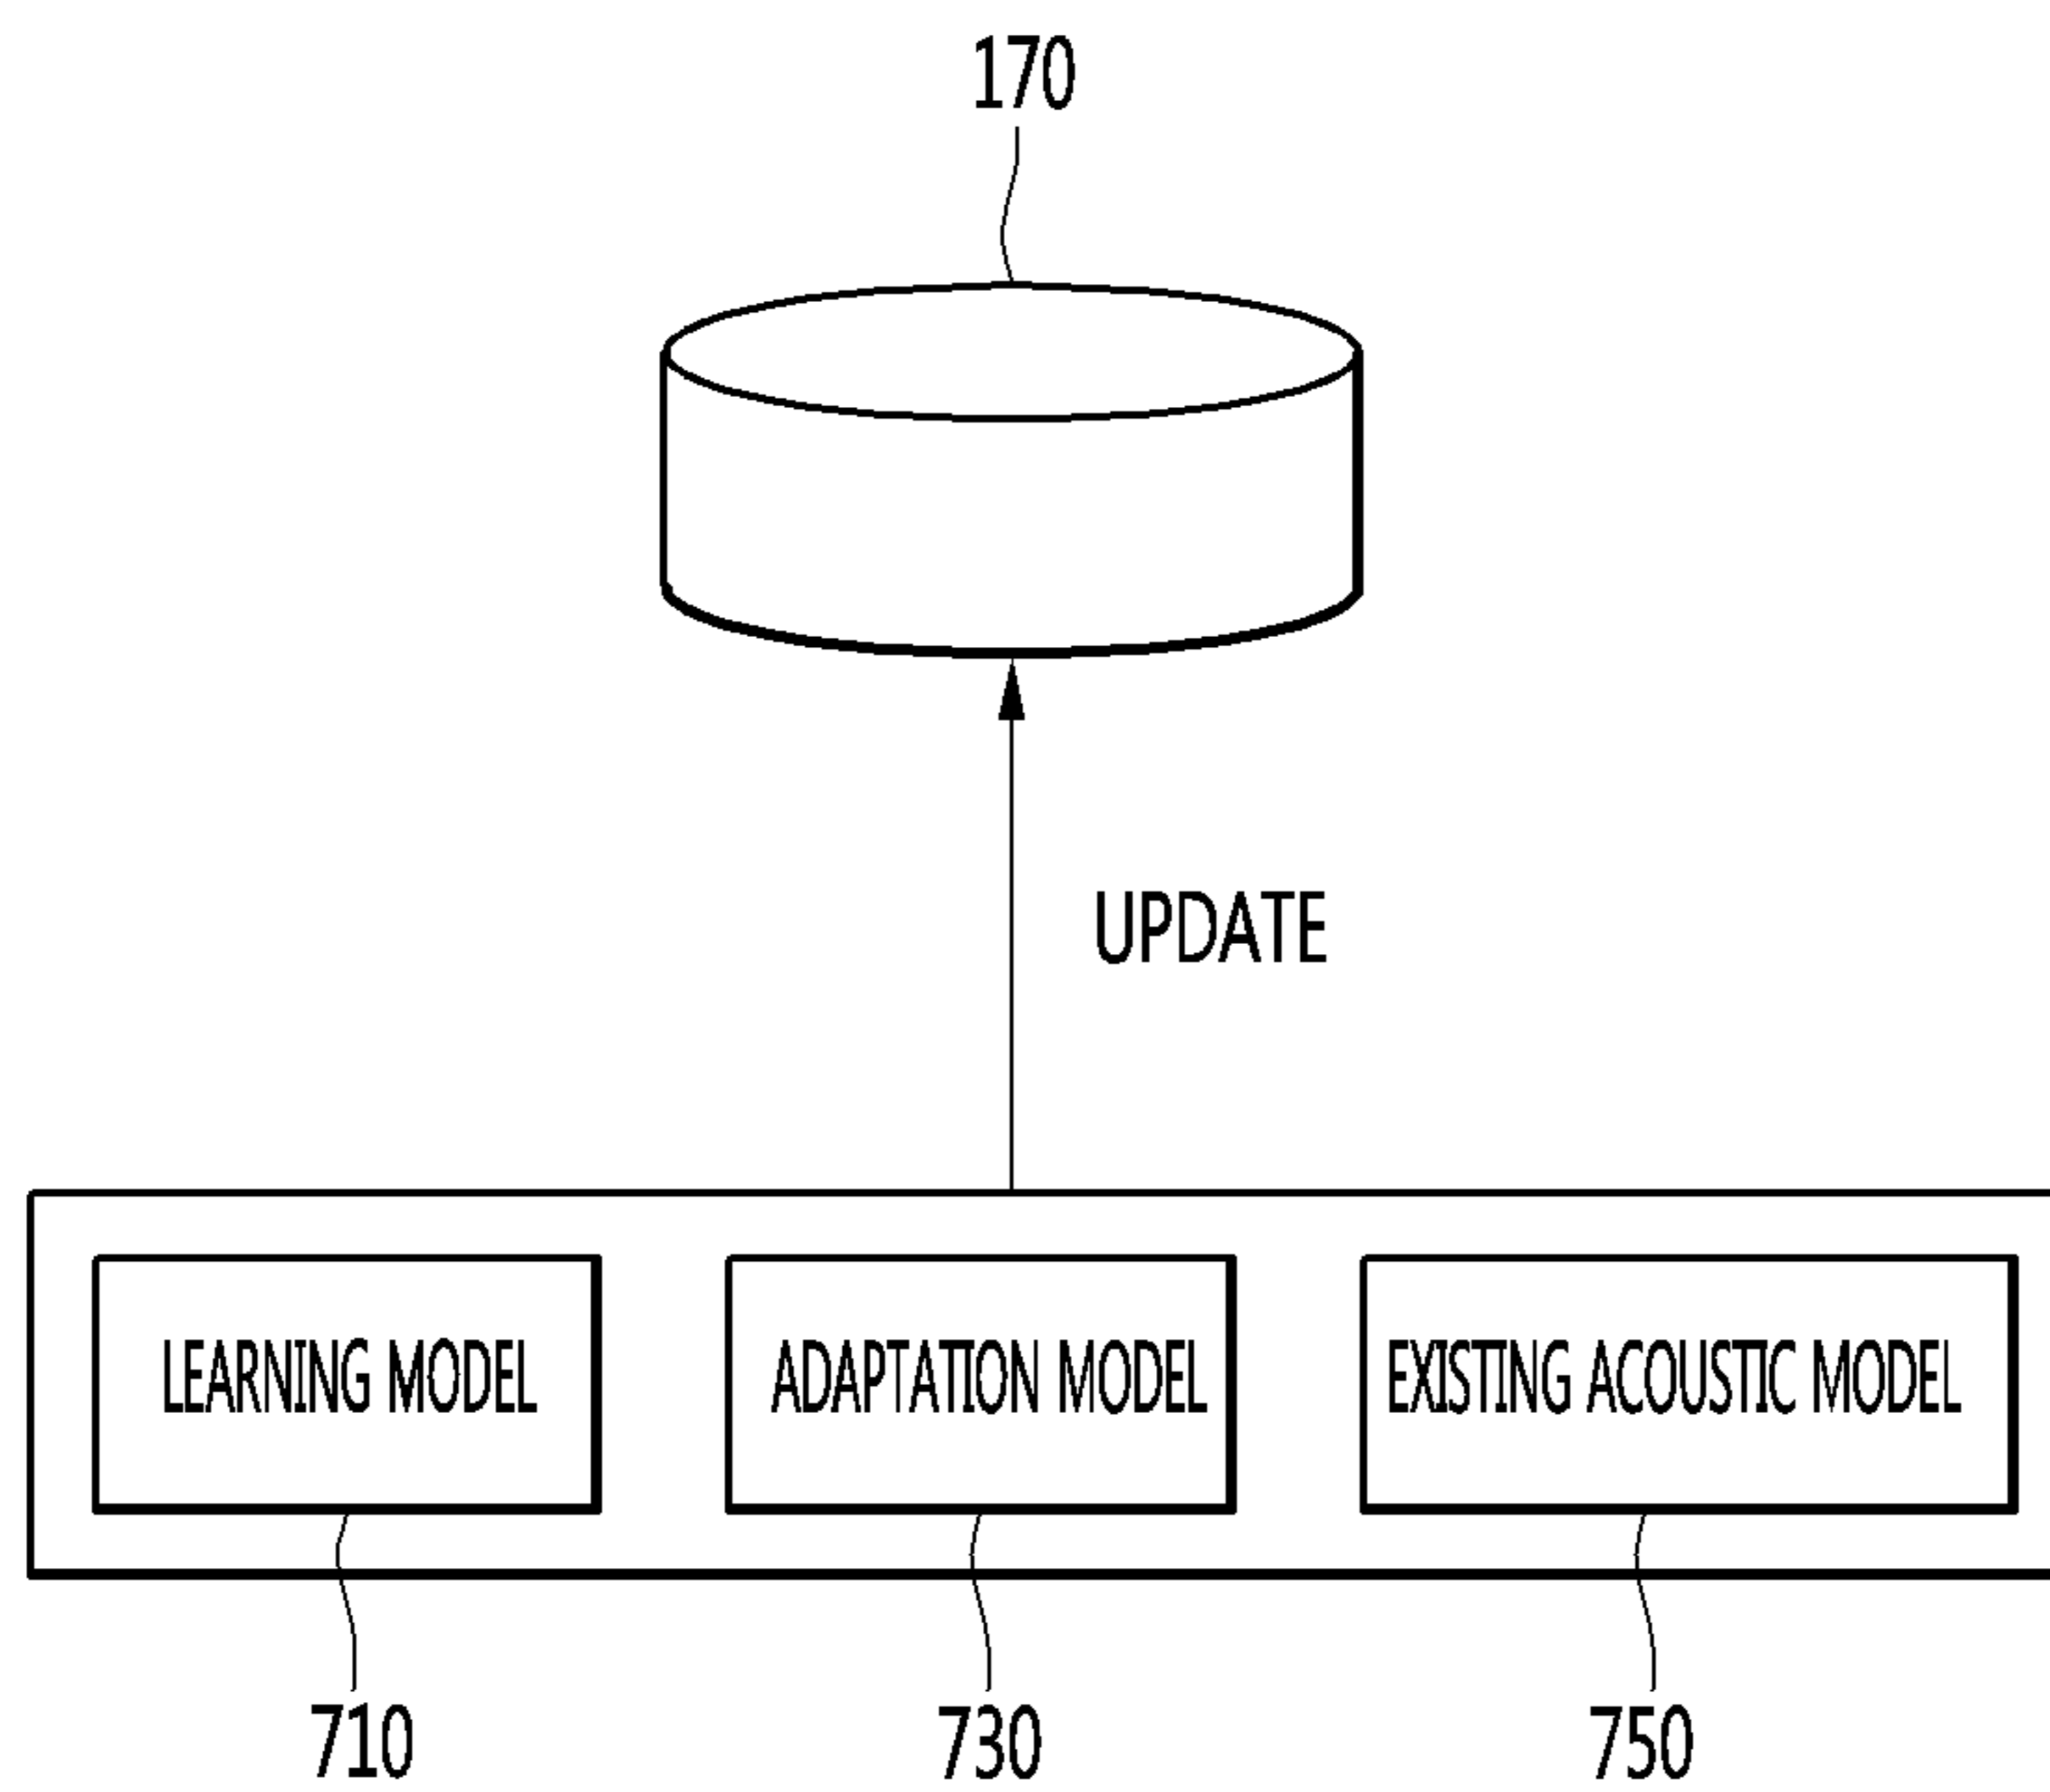 170
UPDATE
LEARNING MODEL
ADAPTATION MODEL
EXISTING ACOUSTIC MODEL
710
730
750